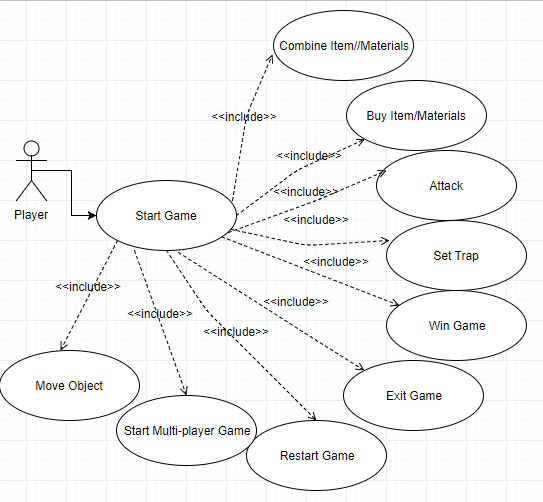 Combine Item//Materials
<<include>>
Buy Item/Materials
<<include>>
Attack
<<include>>
Player
Start Game
<<include>>
Set Trap
<<include>>
<<include>>
<<include>>
Win Game
<<include>>
<<include>>
Move Object
Exit Game
Start Multi-player Game
Restart Game